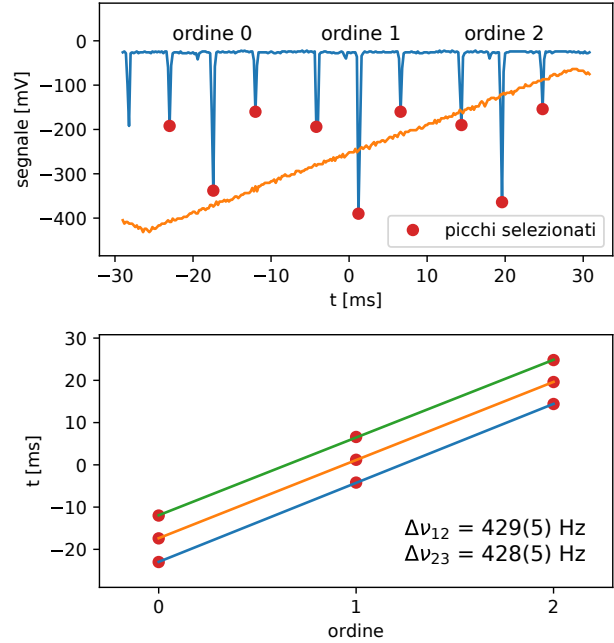 ordine 0 ordine 1 ordine 2
0
−100
−200
−300
−400
segnale [mV]
picchi selezionati
−30 −20 −10 0 10 20 30
t [ms]
30
20
10
0
−10
−20
t [ms]
Δν₁₂ = 429(5) Hz
Δν₂₃ = 428(5) Hz
0 1 2
ordine